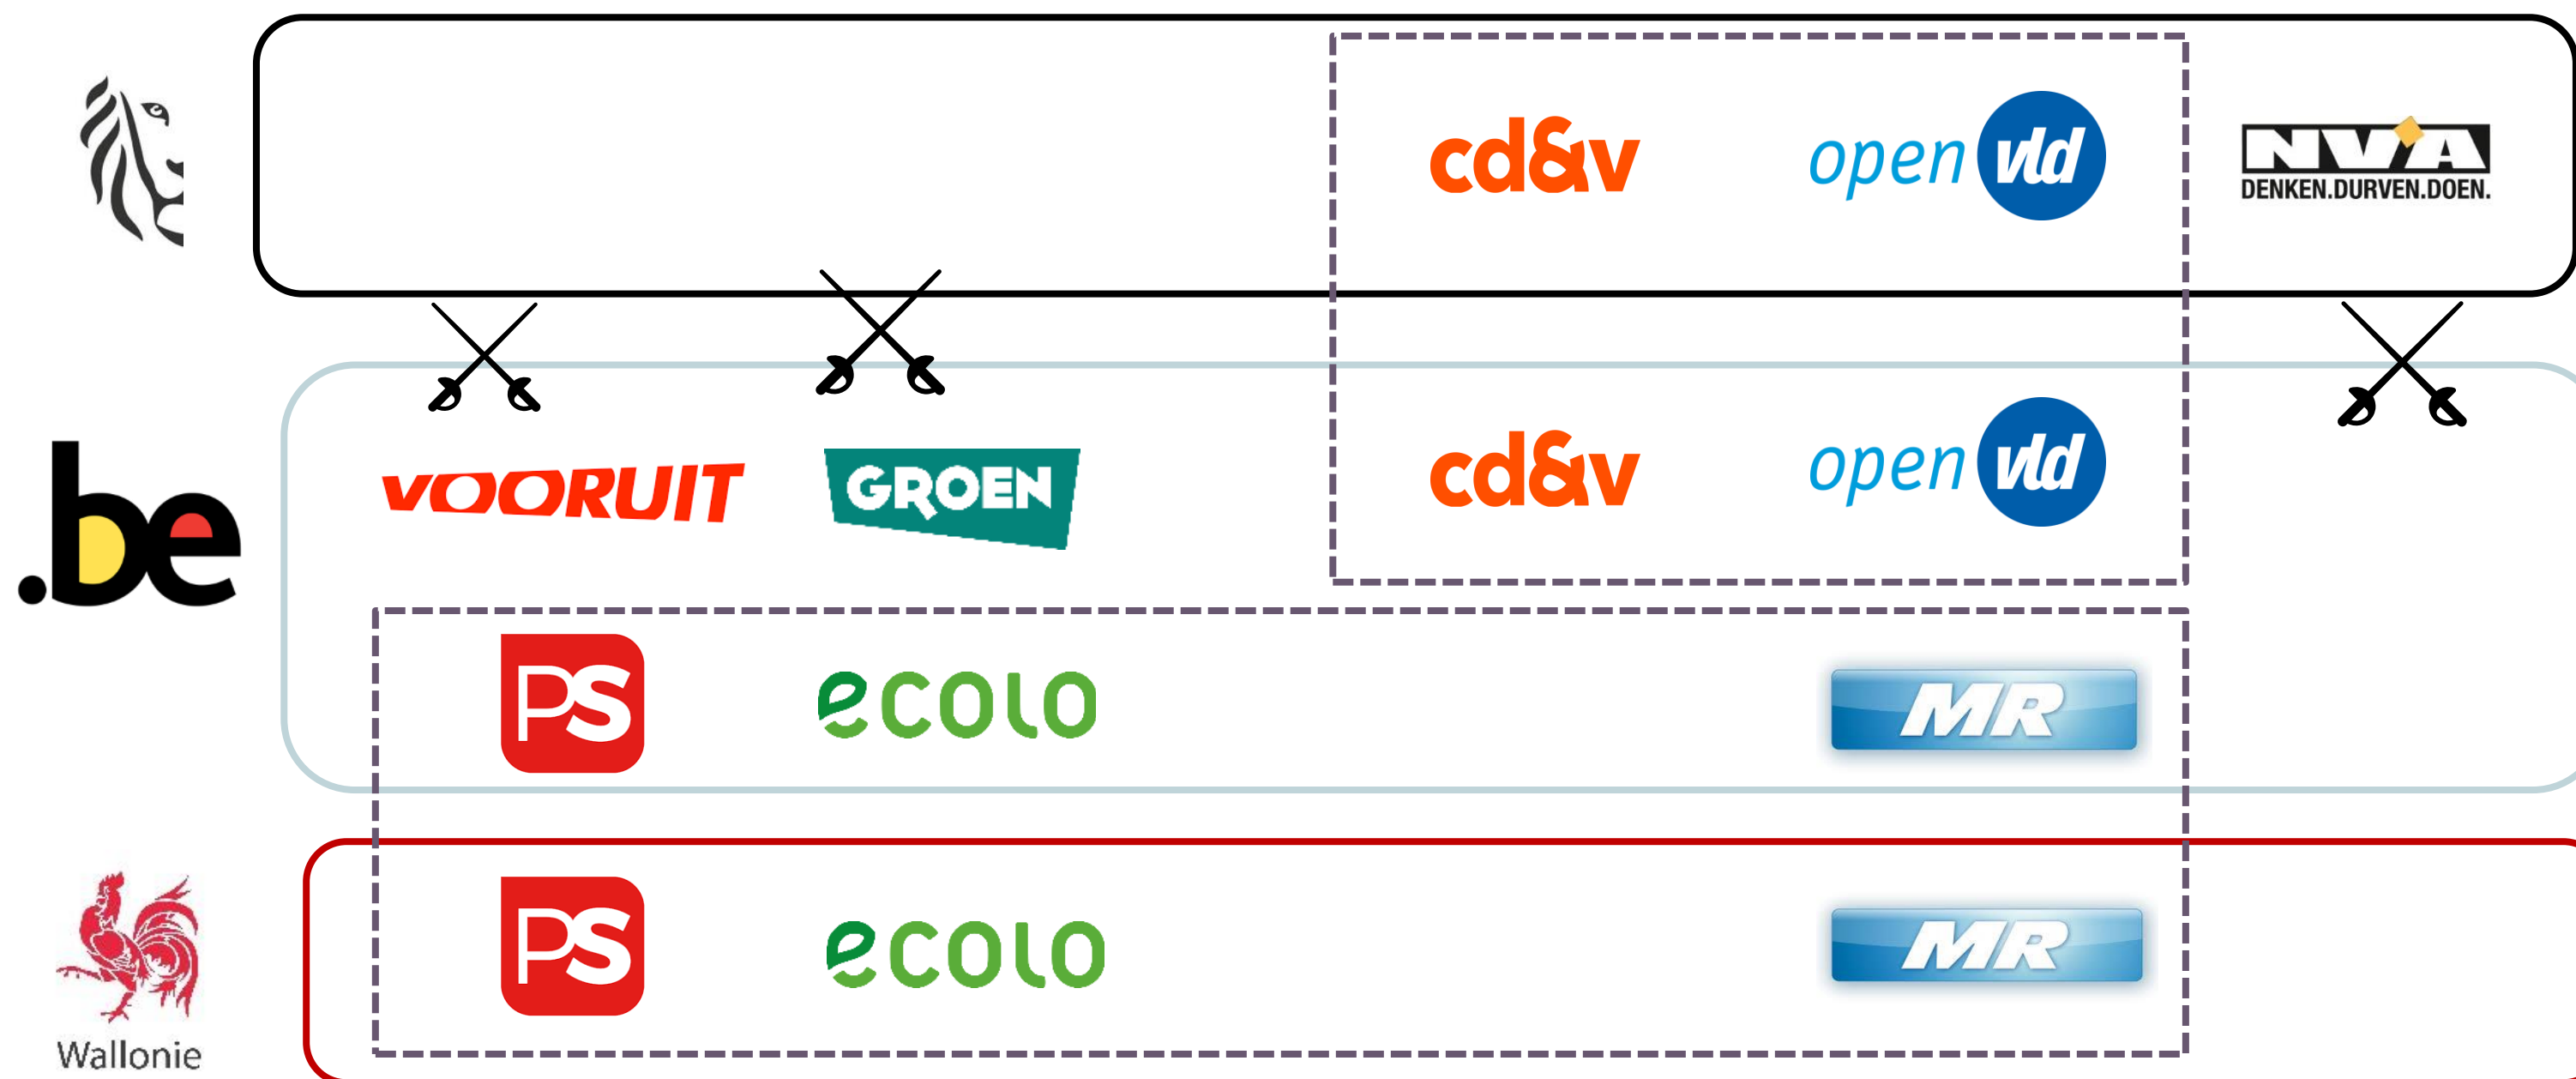 cd&v
open vld
N-VA
DENKEN.DURVEN.DOEN.
.be
VOORUIT
GROEN
cd&v
open vld
PS
ecolo
MR
Wallonie
PS
ecolo
MR